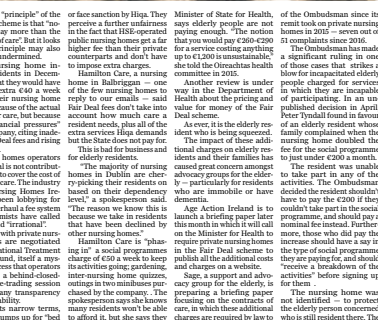 "principle" of the
cheme is that "no-
ay more than the
of care". But it looks
rinciple may also
undermined.
ursing home in-
idents in Decem-
at they would have
xtra €40 a week
eir nursing home
ecause of the actual
r care, but because
nancial pressures"
pany, citing inade-
Deal fees and rising
homes operators
al is not contribut-
to cover the cost of
care. The industry
rsing Homes Ire-
een lobbying for
rhaul a fee system
mists have called
nd "irrational".
with private nurs-
are negotiated
tional Treatment
und, itself a mys-
cess that operators
a behind-closed-
e-trading session
any transparency
ability.
ts narrow terms,
umps up for "bed
or face sanction by Hiqa. They
perceive a further unfairness
in the fact that HSE-operated
public nursing homes get a far
higher fee than their private
counterparts and don't have
to impose extra charges.
Hamilton Care, a nursing
home in Balbriggan — one
of the few nursing homes to
reply to our emails — said
Fair Deal fees don't take into
account how much care a
resident needs, plus all of the
extra services Hiqa demands
but the State does not pay for.
This is bad for business and
for elderly residents.
"The majority of nursing
homes in Dublin are cher-
ry-picking their residents on
based on their dependency
level," a spokesperson said.
"The reason we know this is
because we take in residents
that have been declined by
other nursing homes."
Hamilton Care is "phas-
ing in" a social programmes
charge of €50 a week to cover
its activities going; gardening,
inter-nursing home quizzes,
outings in two minibuses pur-
chased by the company. . The
spokesperson says she knows
many residents won't be able
to afford it, but she says they
Minister of State for Health,
says elderly people are not
paying enough. "The notion
that you would pay €260-€290
for a service costing anything
up to €1,200 is unsustainable,"
she told the Oireachtas health
committee in 2015.
Another review is under
way in the Department of
Health about the pricing and
value for money of the Fair
Deal scheme.
As ever, it is the elderly res-
ident who is being squeezed.
The impact of these addi-
tional charges on elderly res-
idents and their families has
caused great concern amongst
advocacy groups for the elder-
ly — particularly for residents
who are immobile or have
dementia.
Age Action Ireland is to
launch a briefing paper later
this month in which it will call
on the Minister for Health to
require private nursing homes
in the Fair Deal scheme to
publish all the additional costs
and charges on a website.
Sage, a support and advo-
cacy group for the elderly, is
preparing a briefing paper
focusing on the contracts of
care, in which these additional
charges are required by law to
of the Ombudsman since its
remit took on private nursing
homes in 2015 — seven out of
51 complaints since 2016.
The Ombudsman has made
a significant ruling in one
of those cases that strikes a
blow for incapacitated elderly
people charged for services
in which they are incapable
of participating. In an un-
published decision in April,
Peter Tyndall found in favour
of an elderly resident whose
family complained when the
nursing home doubled the
fee for the social programme
to just under €200 a month.
The resident was unable
to take part in any of the
activities. The Ombudsman
decided the resident shouldn't
have to pay the €200 if they
couldn't take part in the social
programme, and should pay a
nominal fee instead. Further-
more, those who did pay the
increase should have a say in
the type of social programme
they are paying for, and should
"receive a breakdown of the
activities" before signing up
for them .
The nursing home was
not identified — to protect
the elderly person concerned
who is still resident there. The